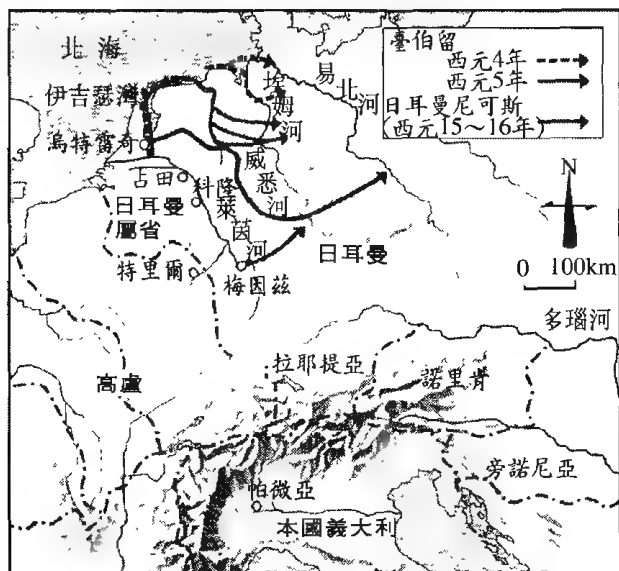 北海
伊吉瑟灣
烏特雷奇
占田
科隆
日耳曼
屬省
特里爾
萊茵河
梅因茲
埃姆河
威悉河
易北河
日耳曼
臺伯留
西元4年
西元5年
日耳曼尼可斯
(西元15～16年)
N
0 100km
多瑙河
拉耶提亞
諾里肯
高盧
旁諾尼亞
帕微亞
本國義大利